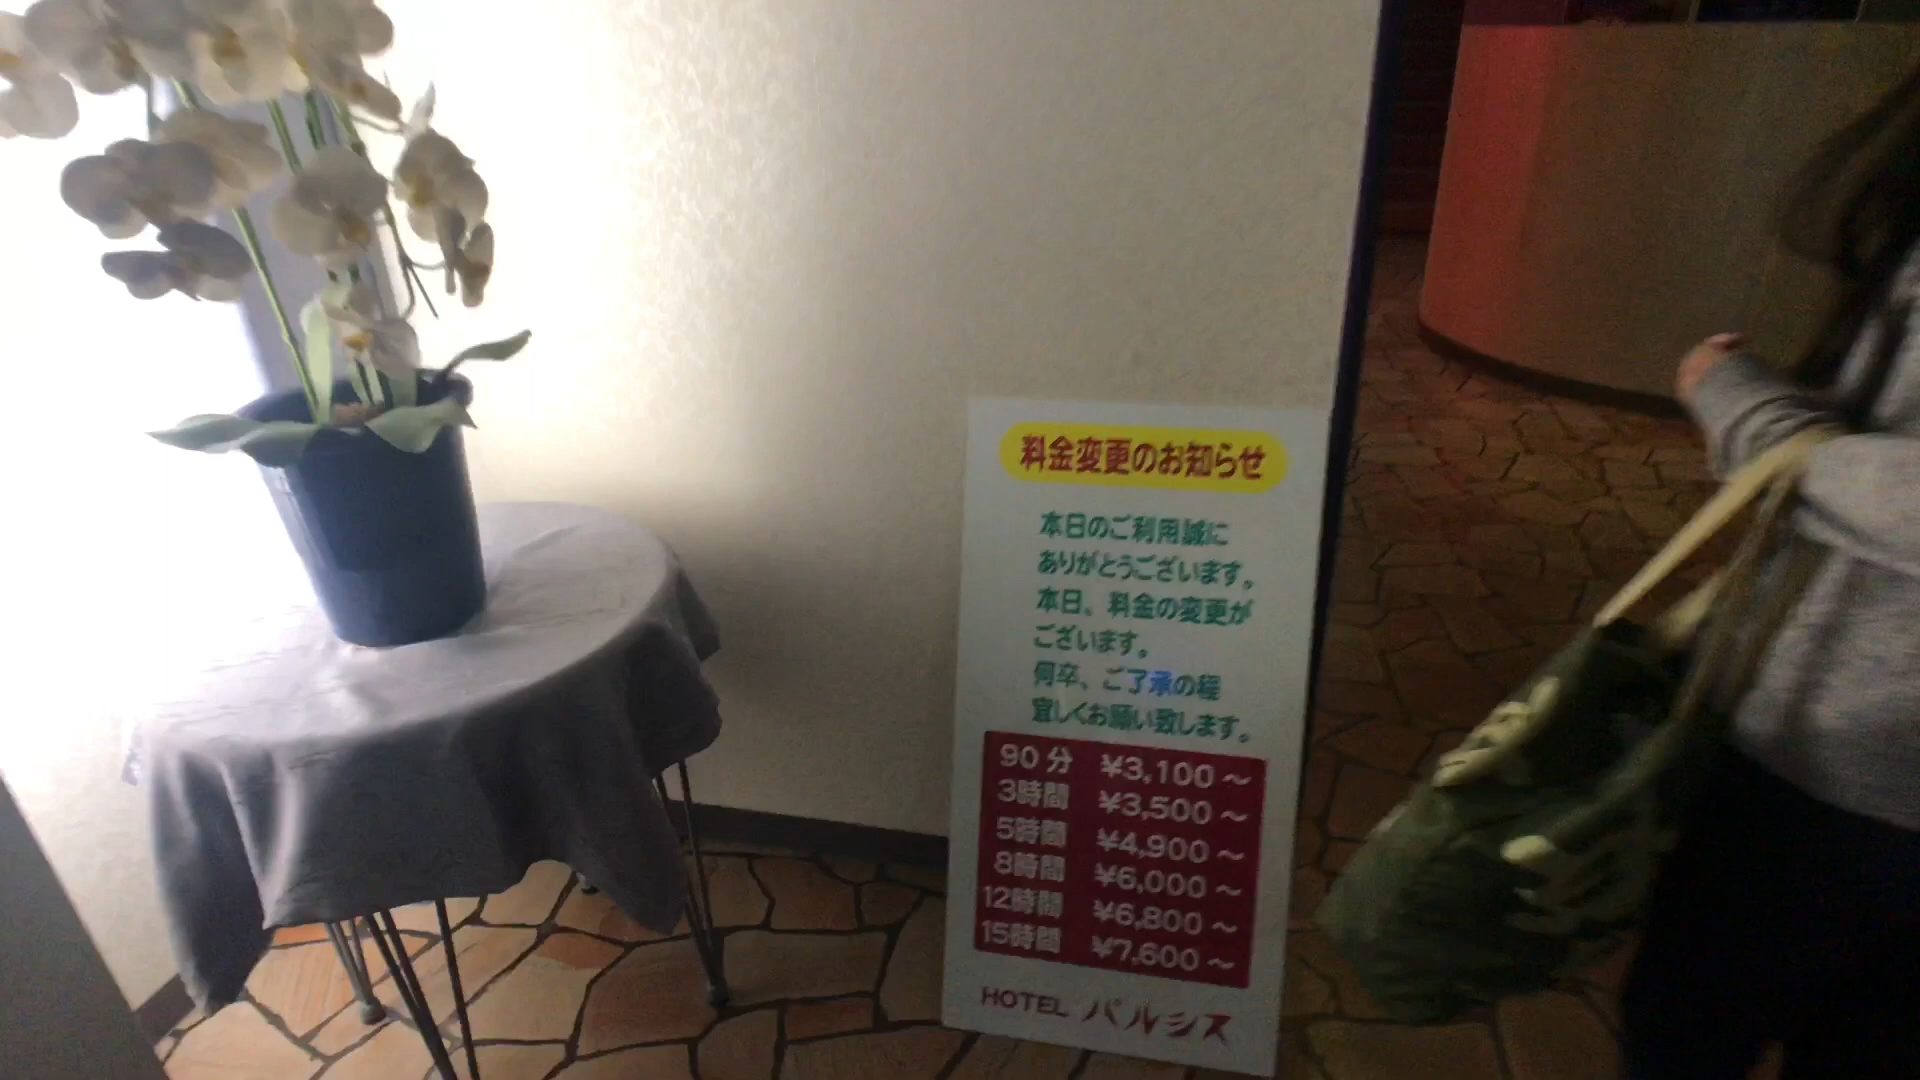 料金変更のお知らせ
本日のご利用誠に
ありがとうございます。
本日、料金の変更が
ございます。
何卒、ご了承の程
宜しくお願い致します。
90分 ¥3,100～
3時間 ¥3,500～
5時間 ¥4,900～
8時間 ¥6,000～
12時間 ¥6,800～
15時間 ¥7,600～
HOTEL パルシス